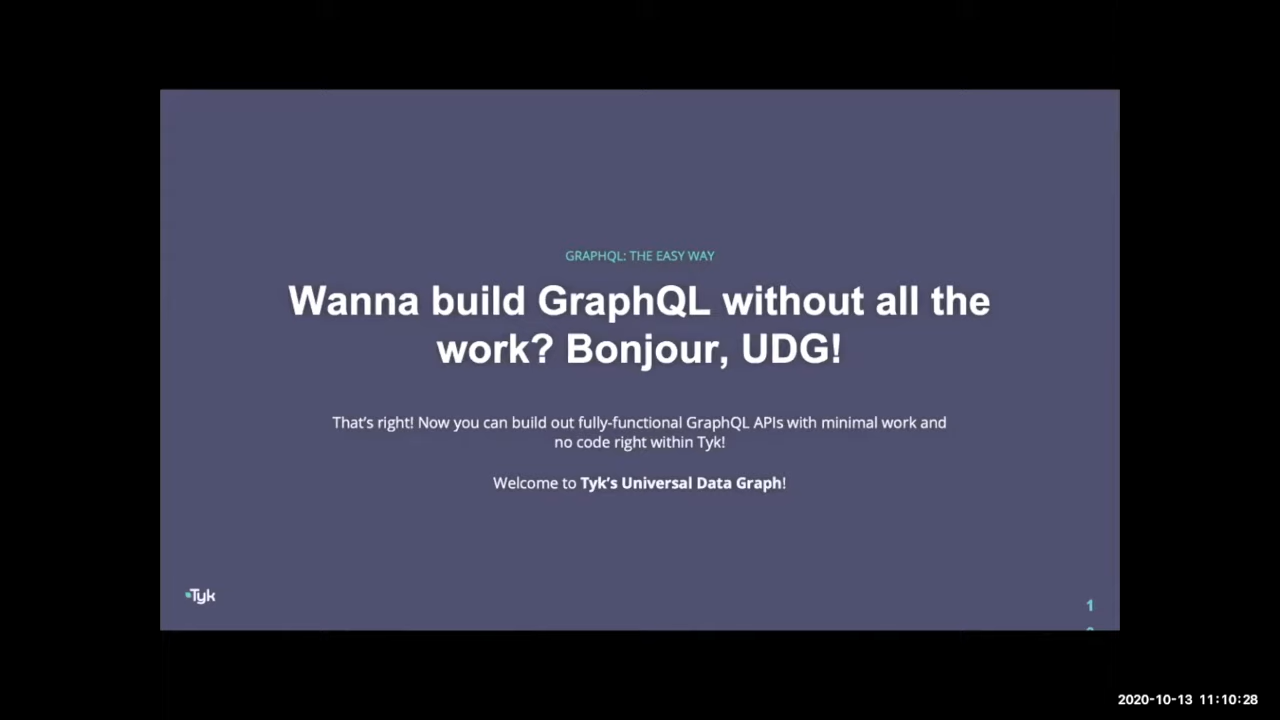 GRAPHQL: THE EASY WAY
Wanna build GraphQL without all the
work? Bonjour, UDG!
That's right! Now you can build out fully-functional GraphQL APIs with minimal work and
no code right within Tyk!
Welcome to Tyk's Universal Data Graph!
Tyk
1
2020-10-13 11:10:28